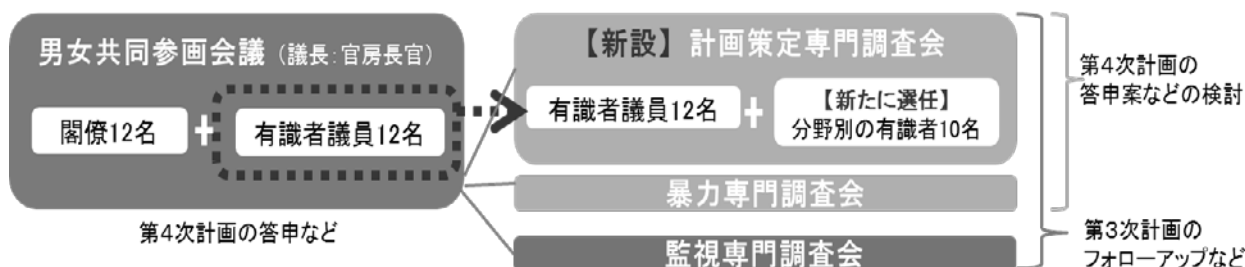 男女共同参画会議（議長：官房長官）
閣僚12名
+
有識者議員12名
第４次計画の答申など
【新設】計画策定専門調査会
有識者議員12名
+
【新たに選任】
分野別の有識者10名
暴力専門調査会
監視専門調査会
第４次計画の
答申案などの検討
第３次計画の
フォローアップなど